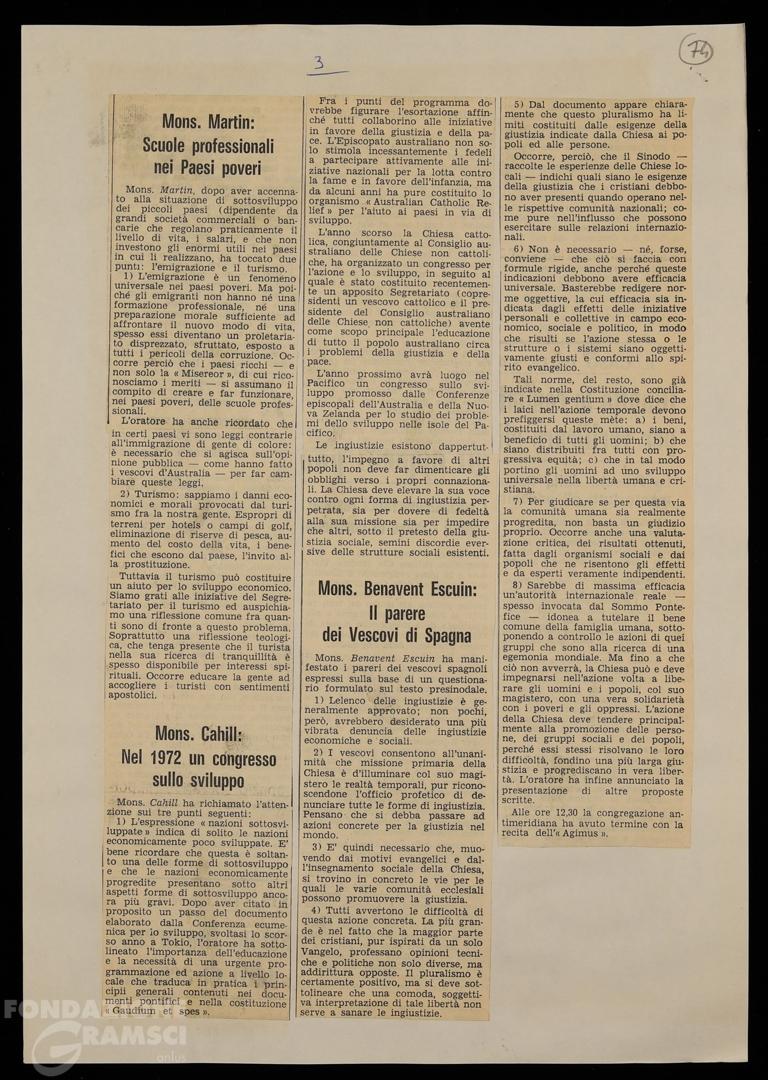 3
74
Mons. Martin:
Scuole professionali
nei Paesi poveri
Mons. Martin, dopo aver accenna-
to alla situazione di sottosviluppo
dei piccoli paesi (dipendente da
grandi società commerciali o ban-
carie che regolano praticamente il
livello di vita, i salari, e che non
investono gli enormi utili nei paesi
in cui li realizzano, ha toccato due
punti: l'emigrazione e il turismo.
1) L'emigrazione è un fenomeno
universale nei paesi poveri. Ma poi-
ché gli emigranti non hanno né una
formazione professionale, né una
preparazione morale sufficiente ad
affrontare il nuovo modo di vita,
spesso essi diventano un proletaria-
to disprezzato, sfruttato, esposto a
tutti i pericoli della corruzione. Oc-
corre perciò che i paesi ricchi — e
non solo la « Misereor », di cui rico-
nosciamo i meriti — si assumano il
compito di creare e far funzionare,
nei paesi poveri, delle scuole profes-
sionali.
L'oratore ha anche ricordato che
in certi paesi vi sono leggi contrarie
all'immigrazione di gente di colore:
è necessario che si agisca sull'opi-
nione pubblica — come hanno fatto
i vescovi d'Australia — per far cam-
biare queste leggi.
2) Turismo: sappiamo i danni eco-
nomici e morali provocati dal turi-
smo fra la nostra gente. Espropri di
terreni per hotels o campi di golf,
eliminazione di riserve di pesca, au-
mento del costo della vita, i bene-
fici che escono dal paese, l'invito al-
la prostituzione.
Tuttavia il turismo può costituire
un aiuto per lo sviluppo economico.
Siamo grati alle iniziative del Segre-
tariato per il turismo ed auspichia-
mo una riflessione comune fra quan-
ti sono di fronte a questo problema.
Soprattutto una riflessione teologi-
ca, che tenga presente che il turista
nella sua ricerca di tranquillità è
spesso disponibile per interessi spi-
rituali. Occorre educare la gente ad
accogliere i turisti con sentimenti
apostolici.
Mons. Cahill:
Nel 1972 un congresso
sullo sviluppo
Mons. Cahill ha richiamato l'atten-
zione sui tre punti seguenti:
1) L'espressione « nazioni sottosvi-
luppate » indica di solito le nazioni
economicamente poco sviluppate. E'
bene ricordare che questa è soltan-
to una delle forme di sottosviluppo
e che le nazioni economicamente
progredite presentano sotto altri
aspetti forme di sottosviluppo anco-
ra più gravi. Dopo aver citato in
proposito un passo del documento
elaborato dalla Conferenza ecume-
nica per lo sviluppo, svoltasi lo scor-
so anno a Tokio, l'oratore ha sotto-
lineato l'importanza dell'educazione
e la necessità di una urgente pro-
grammazione ed azione a livello lo-
cale che traduca in pratica i prin-
cipii generali contenuti nei docu-
menti pontifici e nella costituzione
« Gaudium et spes ».
Fra i punti del programma do-
vrebbe figurare l'esortazione affin-
ché tutti collaborino alle iniziative
in favore della giustizia e della pa-
ce. L'Episcopato australiano non so-
lo stimola incessantemente i fedeli
a partecipare attivamente alle ini-
ziative nazionali per la lotta contro
la fame e in favore dell'infanzia, ma
da alcuni anni ha pure costituito lo
organismo « Australian Catholic Re-
lief » per l'aiuto ai paesi in via di
sviluppo.
L'anno scorso la Chiesa catto-
lica, congiuntamente al Consiglio au-
straliano delle Chiese non cattoli-
che, ha organizzato un congresso per
l'azione e lo sviluppo, in seguito al
quale è stato costituito recentemen-
te un apposito Segretariato (copre-
sidenti un vescovo cattolico e il pre-
sidente del Consiglio australiano
delle Chiese non cattoliche) avente
come scopo principale l'educazione
di tutto il popolo australiano circa
i problemi della giustizia e della
pace.
L'anno prossimo avrà luogo nel
Pacifico un congresso sullo svi-
luppo promosso dalle Conferenze
episcopali dell'Australia e della Nuo-
va Zelanda per lo studio dei proble-
mi dello sviluppo nelle isole del Pa-
cifico.
Le ingiustizie esistono dappertut-
tutto, l'impegno a favore di altri
popoli non deve far dimenticare gli
obblighi verso i propri connaziona-
li. La Chiesa deve elevare la sua voce
contro ogni forma di ingiustizia per-
petrata, sia per dovere di fedeltà
alla sua missione sia per impedire
che altri, sotto il pretesto della giu-
stizia sociale, semini discordie ever-
sive delle strutture sociali esistenti.
Mons. Benavent Escuin:
Il parere
dei Vescovi di Spagna
Mons. Benavent Escuin ha mani-
festato i pareri dei vescovi spagnoli
espressi sulla base di un questiona-
rio formulato sul testo presinodale.
1) Lelenco delle ingiustizie è ge-
neralmente approvato; non pochi,
però, avrebbero desiderato una più
vibrata denuncia delle ingiustizie
economiche e sociali.
2) I vescovi consentono all'unani-
mità che missione primaria della
Chiesa è d'illuminare col suo magi-
stero le realtà temporali, pur ricono-
scendone l'officio profetico di de-
nunciare tutte le forme di ingiustizia.
Pensano che si debba passare ad
azioni concrete per la giustizia nel
mondo.
3) E' quindi necessario che, muo-
vendo dai motivi evangelici e dal-
l'insegnamento sociale della Chiesa,
si trovino in concreto le vie per le
quali le varie comunità ecclesiali
possono promuovere la giustizia.
4) Tutti avvertono le difficoltà di
questa azione concreta. La più gran-
de è nel fatto che la maggior parte
dei cristiani, pur ispirati da un solo
Vangelo, professano opinioni tecni-
che e politiche non solo diverse, ma
addirittura opposte. Il pluralismo è
certamente positivo, ma si deve sot-
tolineare che una comoda, soggetti-
va interpretazione di tale libertà non
serve a sanare le ingiustizie.
5) Dal documento appare chiara-
mente che questo pluralismo ha li-
miti costituiti dalle esigenze della
giustizia indicate dalla Chiesa ai po-
poli ed alle persone.
Occorre, perciò, che il Sinodo —
raccolte le esperienze delle Chiese lo-
cali — indichi quali siano le esigenze
della giustizia che i cristiani debbo-
no aver presenti quando operano nel-
le rispettive comunità nazionali; co-
me pure nell'influsso che possono
esercitare sulle relazioni internazio-
nali.
6) Non è necessario — né, forse,
conviene — che ciò si faccia con
formule rigide, anche perché queste
indicazioni debbono avere efficacia
universale. Basterebbe redigere nor-
me oggettive, la cui efficacia sia in-
dicata dagli effetti delle iniziative
personali e collettive in campo eco-
nomico, sociale e politico, in modo
che risulti se l'azione stessa o le
strutture o i sistemi siano oggetti-
vamente giusti e conformi allo spi-
rito evangelico.
Tali norme, del resto, sono già
indicate nella Costituzione concilia-
re « Lumen gentium » dove dice che
i laici nell'azione temporale devono
prefiggersi queste mète: a) i beni,
costituiti dal lavoro umano, siano a
beneficio di tutti gli uomini; b) che
siano distribuiti fra tutti con pro-
gressiva equità; c) che in tal modo
portino gli uomini ad uno sviluppo
universale nella libertà umana e cri-
stiana.
7) Per giudicare se per questa via
la comunità umana sia realmente
progredita, non basta un giudizio
proprio. Occorre anche una valuta-
zione critica, dei risultati ottenuti,
fatta dagli organismi sociali e dai
popoli che ne risentono gli effetti
e da esperti veramente indipendenti.
8) Sarebbe di massima efficacia
un'autorità internazionale reale —
spesso invocata dal Sommo Ponte-
fice — idonea a tutelare il bene
comune della famiglia umana, sotto-
ponendo a controllo le azioni di quei
gruppi che sono alla ricerca di una
egemonia mondiale. Ma fino a che
ciò non avverrà, la Chiesa può e deve
impegnarsi nell'azione volta a libe-
rare gli uomini e i popoli, col suo
magistero, con una vera solidarietà
con i poveri e gli oppressi. L'azione
della Chiesa deve tendere principal-
mente alla promozione delle perso-
ne, dei gruppi sociali e dei popoli,
perché essi stessi risolvano le loro
difficoltà, fondino una più larga giu-
stizia e progrediscano in vera liber-
tà. L'oratore ha infine annunciato la
presentazione di altre proposte
scritte.
Alle ore 12,30 la congregazione an-
timeridiana ha avuto termine con la
recita dell'« Agimus ».
FONDAZIONE
GRAMSCI
onlus